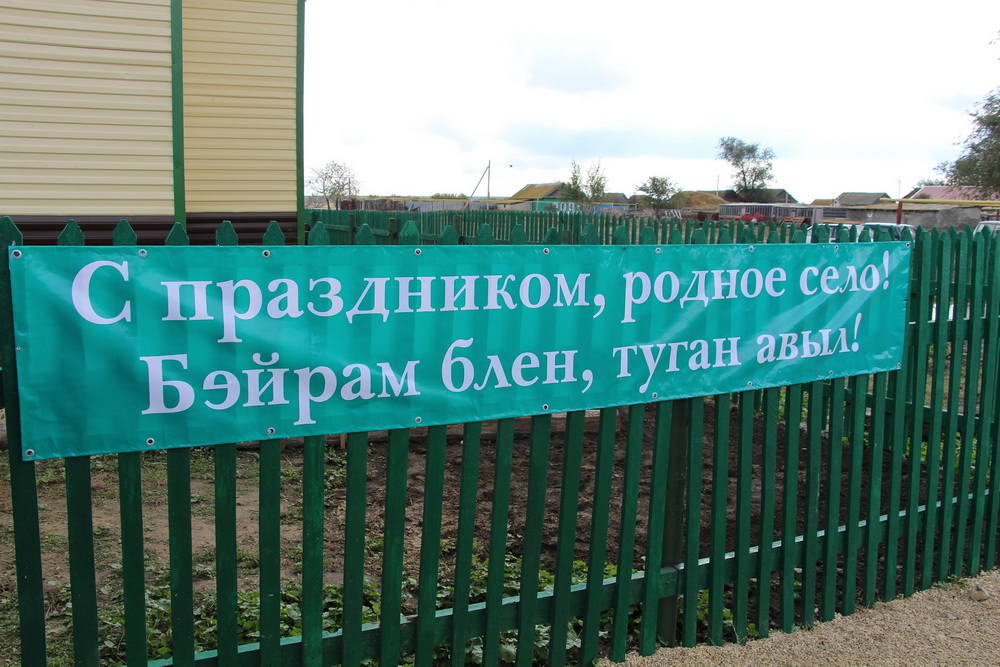 С праздником, родное село!
Бэйрам блен, туган авыл!